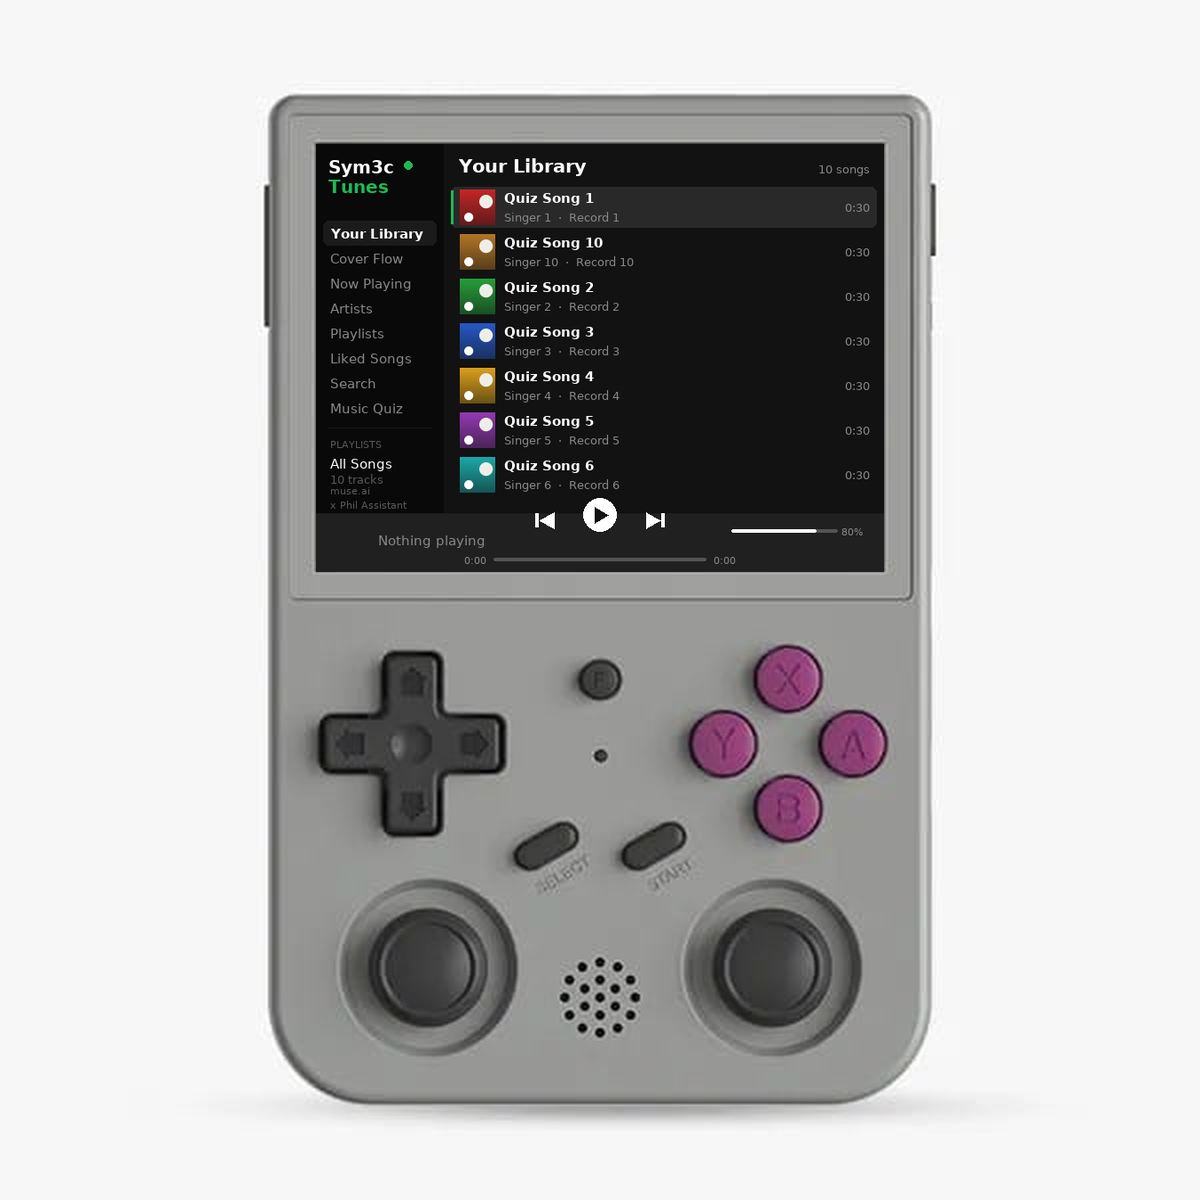 Sym3c
Tunes
Your Library
Cover Flow
Now Playing
Artists
Playlists
Liked Songs
Search
Music Quiz
PLAYLISTS
All Songs
10 tracks
muse.ai
x Phil Assistant
Your Library
10 songs
Quiz Song 1
Singer 1 · Record 1
0:30
Quiz Song 10
Singer 10 · Record 10
0:30
Quiz Song 2
Singer 2 · Record 2
0:30
Quiz Song 3
Singer 3 · Record 3
0:30
Quiz Song 4
Singer 4 · Record 4
0:30
Quiz Song 5
Singer 5 · Record 5
0:30
Quiz Song 6
Singer 6 · Record 6
0:30
Nothing playing
80%
0:00
0:00
F
X
Y
A
B
SELECT
START